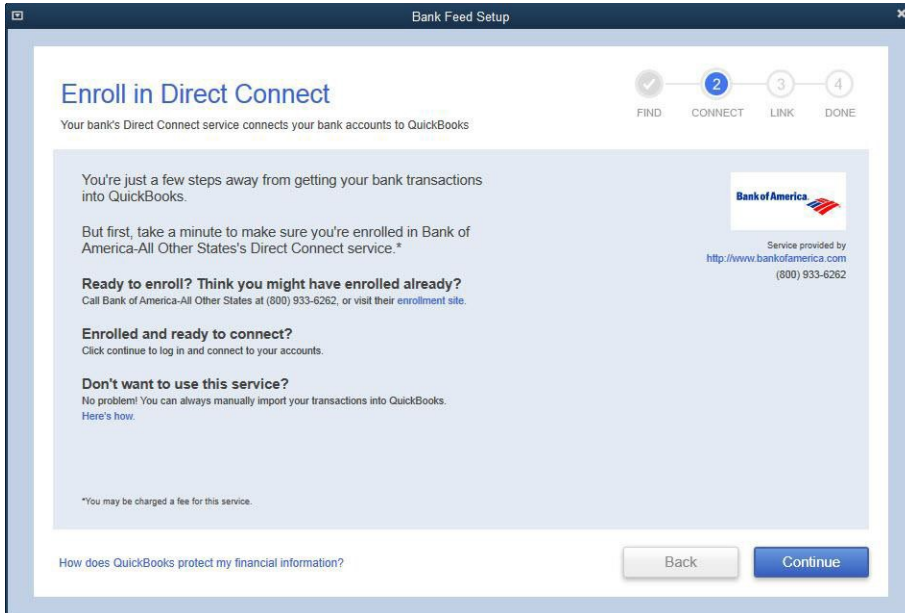 Bank Feed Setup
Enroll in Direct Connect
Your bank's Direct Connect service connects your bank accounts to QuickBooks
2
3
4
FIND
CONNECT
LINK
DONE
You're just a few steps away from getting your bank transactions
into QuickBooks.
But first, take a minute to make sure you're enrolled in Bank of
America-All Other States's Direct Connect service.*
Ready to enroll? Think you might have enrolled already?
Call Bank of America-All Other States at (800) 933-6262, or visit their enrollment site.
Enrolled and ready to connect?
Click continue to log in and connect to your accounts.
Don't want to use this service?
No problem! You can always manually import your transactions into QuickBooks.
Here's how.
*You may be charged a fee for this service.
Bank of America.
Service provided by
http://www.bankofamerica.com
(800) 933-6262
How does QuickBooks protect my financial information?
Back
Continue